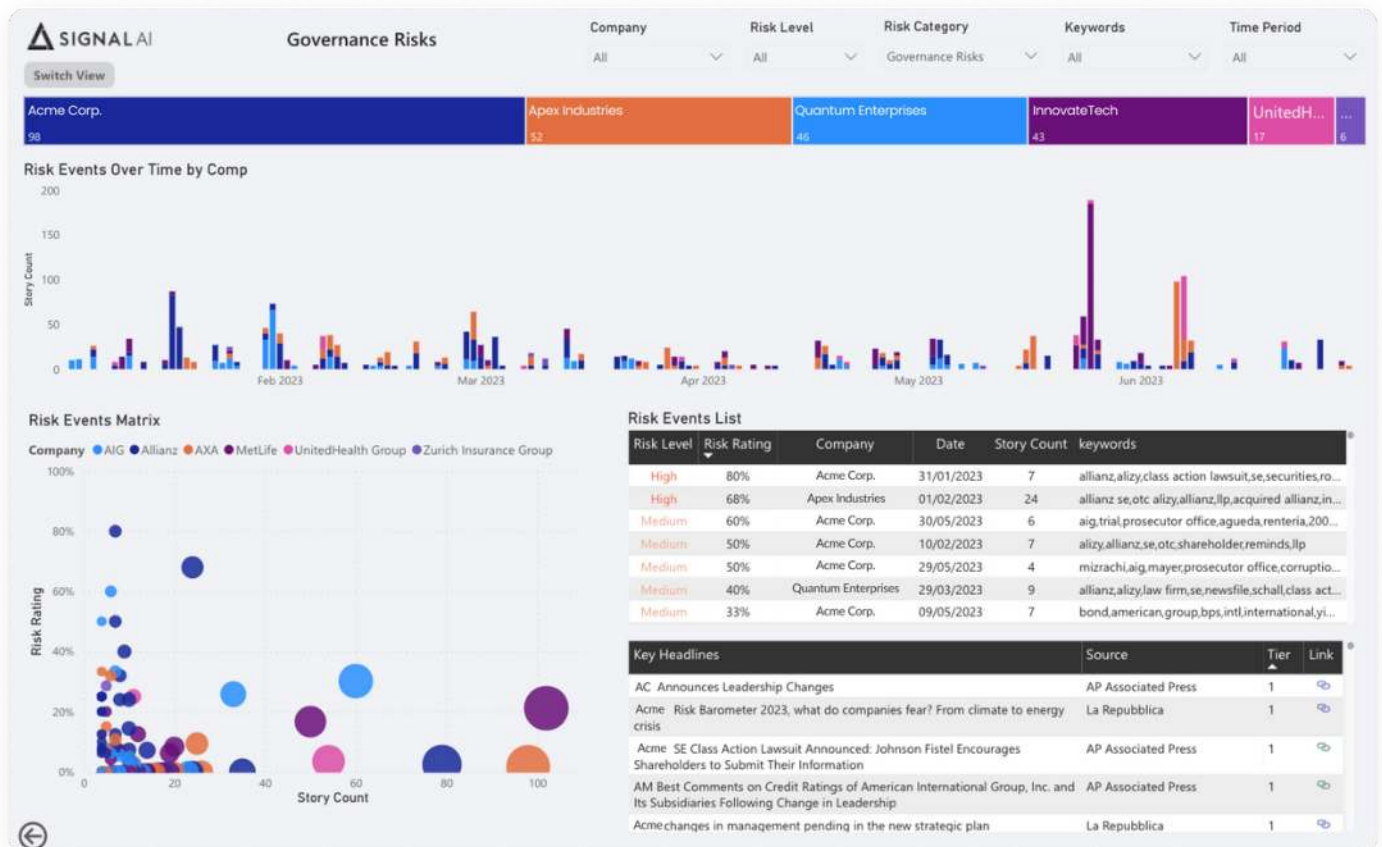 SIGNAL AI
Governance Risks
Company
Risk Level
Risk Category
Keywords
Time Period
All
All
Governance Risks
All
All
Switch View
Acme Corp.
98
Apex Industries
52
Quantum Enterprises
46
InnovateTech
43
UnitedH...
17
...
6
Risk Events Over Time by Comp
Story Count
200
150
100
50
0
Feb 2023
Mar 2023
Apr 2023
May 2023
Jun 2023
Risk Events Matrix
Company AIG Allianz AXA MetLife UnitedHealth Group Zurich Insurance Group
Risk Rating
100%
80%
60%
40%
20%
0%
0 20 40 60 80 100
Story Count
Risk Events List
Risk Level Risk Rating Company Date Story Count keywords
High 80% Acme Corp. 31/01/2023 7 allianz,alizy,class action lawsuit,se,securities,ro...
High 68% Apex Industries 01/02/2023 24 allianz se,otc alizy,allianz,llp,acquired allianz,in...
Medium 60% Acme Corp. 30/05/2023 6 aig,trial,prosecutor office,agueda,renteria,200...
Medium 50% Acme Corp. 10/02/2023 7 alizy,allianz,se,otc,shareholder,reminds,llp
Medium 50% Acme Corp. 29/05/2023 4 mizrachi,aig,mayer,prosecutor office,corruptio...
Medium 40% Quantum Enterprises 29/03/2023 9 allianz,alizy,law firm,se,newsfile,schall,class act...
Medium 33% Acme Corp. 09/05/2023 7 bond,american,group,bps,intl,international,yi...
Key Headlines Source Tier Link
AC Announces Leadership Changes AP Associated Press 1
Acme Risk Barometer 2023, what do companies fear? From climate to energy La Repubblica 1
crisis
Acme SE Class Action Lawsuit Announced: Johnson Fistel Encourages AP Associated Press 1
Shareholders to Submit Their Information
AM Best Comments on Credit Ratings of American International Group, Inc. and AP Associated Press 1
Its Subsidiaries Following Change in Leadership
Acme changes in management pending in the new strategic plan La Repubblica 1